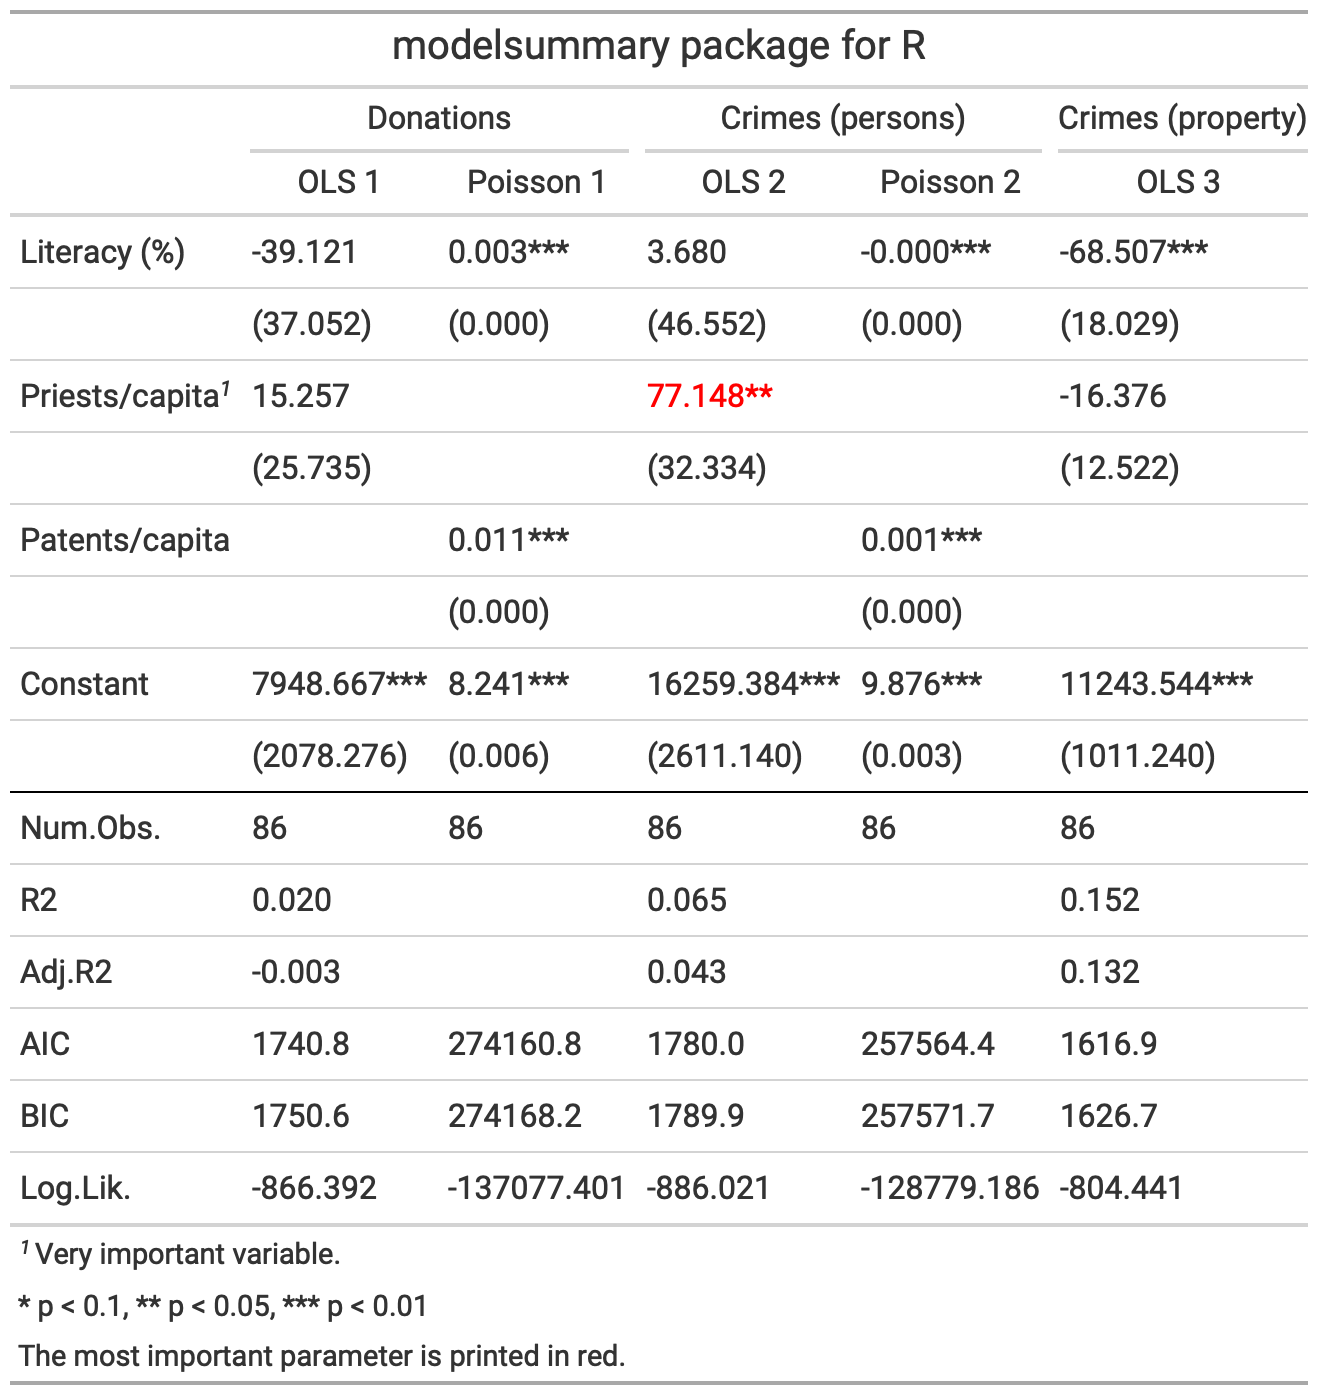 modelsummary package for R
Donations Crimes (persons) Crimes (property)
OLS 1 Poisson 1 OLS 2 Poisson 2 OLS 3
Literacy (%) -39.121 0.003*** 3.680 -0.000*** -68.507***
(37.052) (0.000) (46.552) (0.000) (18.029)
Priests/capita¹ 15.257 77.148** -16.376
(25.735) (32.334) (12.522)
Patents/capita 0.011*** 0.001***
(0.000) (0.000)
Constant 7948.667*** 8.241*** 16259.384*** 9.876*** 11243.544***
(2078.276) (0.006) (2611.140) (0.003) (1011.240)
Num.Obs. 86 86 86 86 86
R2 0.020 0.065 0.152
Adj.R2 -0.003 0.043 0.132
AIC 1740.8 274160.8 1780.0 257564.4 1616.9
BIC 1750.6 274168.2 1789.9 257571.7 1626.7
Log.Lik. -866.392 -137077.401 -886.021 -128779.186 -804.441
¹ Very important variable.
* p < 0.1, ** p < 0.05, *** p < 0.01
The most important parameter is printed in red.